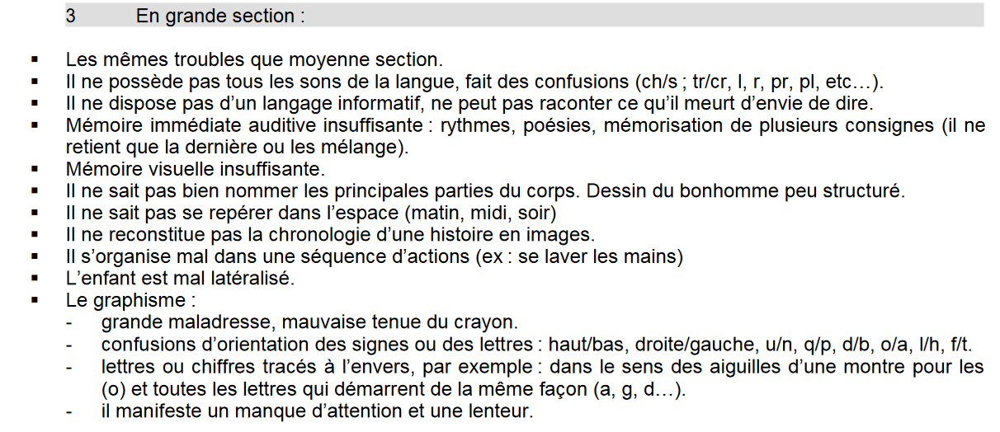 3 En grande section :
▪ Les mêmes troubles que moyenne section.
▪ Il ne possède pas tous les sons de la langue, fait des confusions (ch/s ; tr/cr, l, r, pr, pl, etc…).
▪ Il ne dispose pas d’un langage informatif, ne peut pas raconter ce qu’il meurt d’envie de dire.
▪ Mémoire immédiate auditive insuffisante : rythmes, poésies, mémorisation de plusieurs consignes (il ne
retient que la dernière ou les mélange).
▪ Mémoire visuelle insuffisante.
▪ Il ne sait pas bien nommer les principales parties du corps. Dessin du bonhomme peu structuré.
▪ Il ne sait pas se repérer dans l’espace (matin, midi, soir)
▪ Il ne reconstitue pas la chronologie d’une histoire en images.
▪ Il s’organise mal dans une séquence d’actions (ex : se laver les mains)
▪ L’enfant est mal latéralisé.
▪ Le graphisme :
- grande maladresse, mauvaise tenue du crayon.
- confusions d’orientation des signes ou des lettres : haut/bas, droite/gauche, u/n, q/p, d/b, o/a, l/h, f/t.
- lettres ou chiffres tracés à l’envers, par exemple : dans le sens des aiguilles d’une montre pour les
(o) et toutes les lettres qui démarrent de la même façon (a, g, d…).
- il manifeste un manque d’attention et une lenteur.